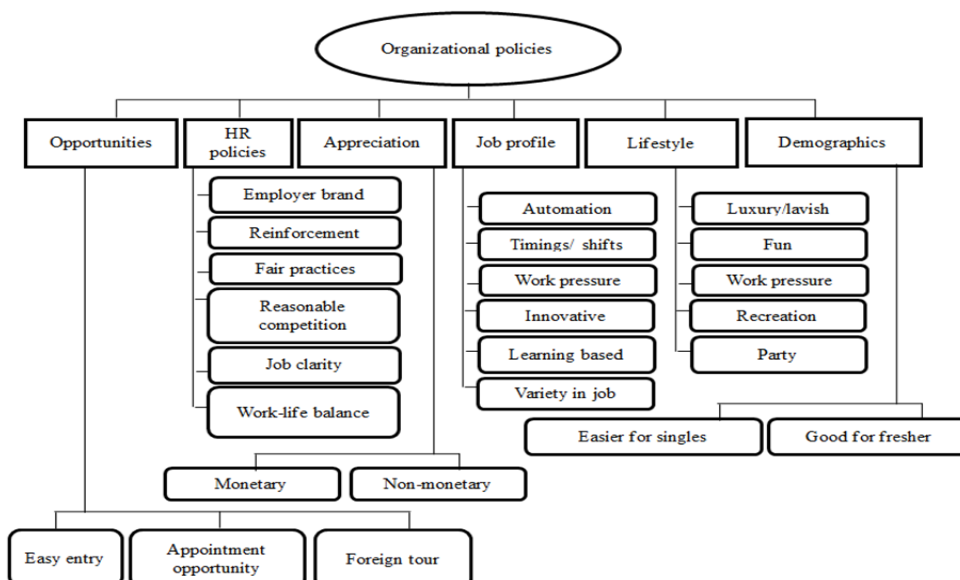 Organizational policies
Opportunities
HR
policies
Appreciation
Job profile
Lifestyle
Demographics
Employer brand
Reinforcement
Fair practices
Reasonable
competition
Job clarity
Work-life balance
Automation
Timings/ shifts
Work pressure
Innovative
Learning based
Variety in job
Luxury/lavish
Fun
Work pressure
Recreation
Party
Easier for singles
Good for fresher
Monetary
Non-monetary
Easy entry
Appointment
opportunity
Foreign tour